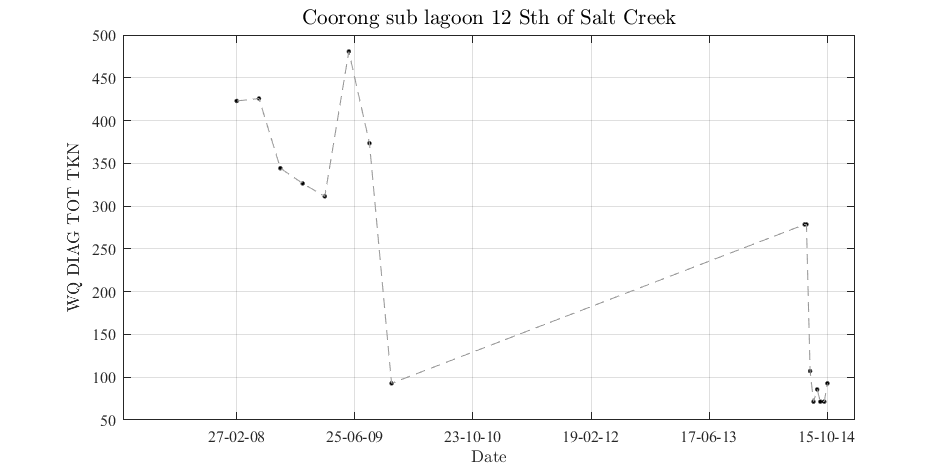 Coorong sub lagoon 12 Sth of Salt Creek
500
450
400
350
300
250
200
150
100
50
WQ DIAG TOT TKN
27-02-08 25-06-09 23-10-10 19-02-12 17-06-13 15-10-14
Date